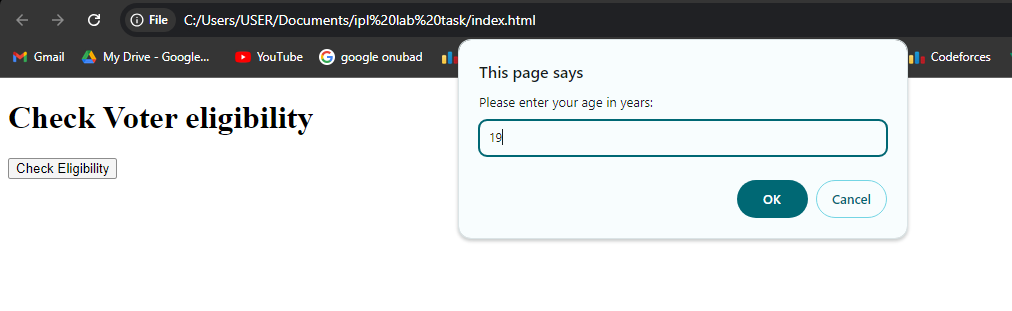 File C:/Users/USER/Documents/ipl%20lab%20task/index.html
Gmail My Drive - Google... YouTube google onubad Codeforces
This page says
Please enter your age in years:
19
OK Cancel
Check Voter eligibility
Check Eligibility